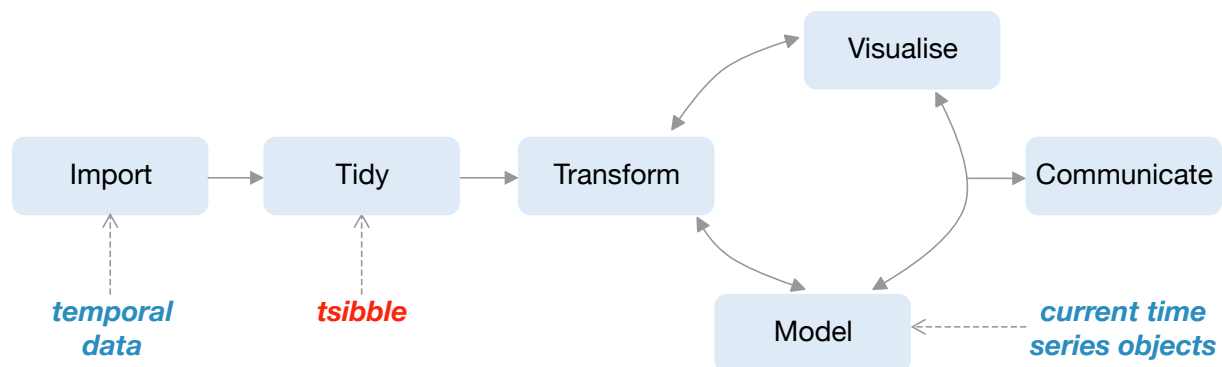 Visualise
Import
Tidy
Transform
Communicate
temporal
data
tsibble
Model
current time
series objects